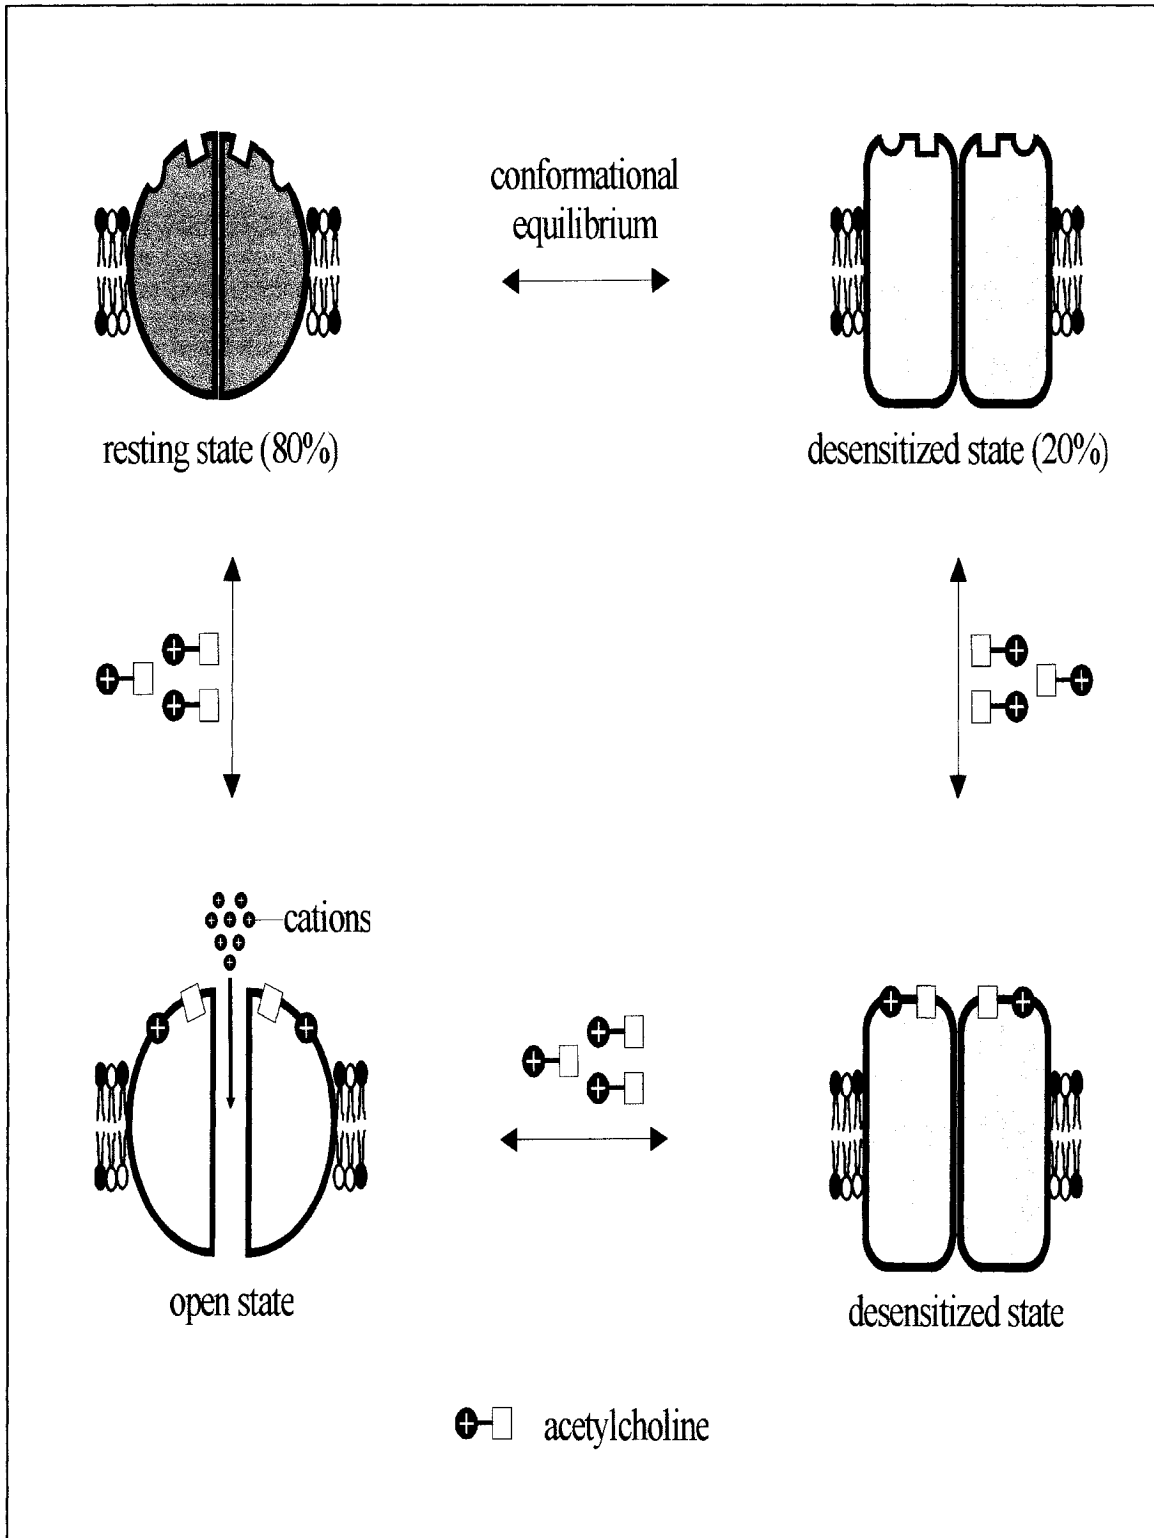 conformational
equilibrium
resting state (80%)
desensitized state (20%)
cations
open state
desensitized state
acetylcholine